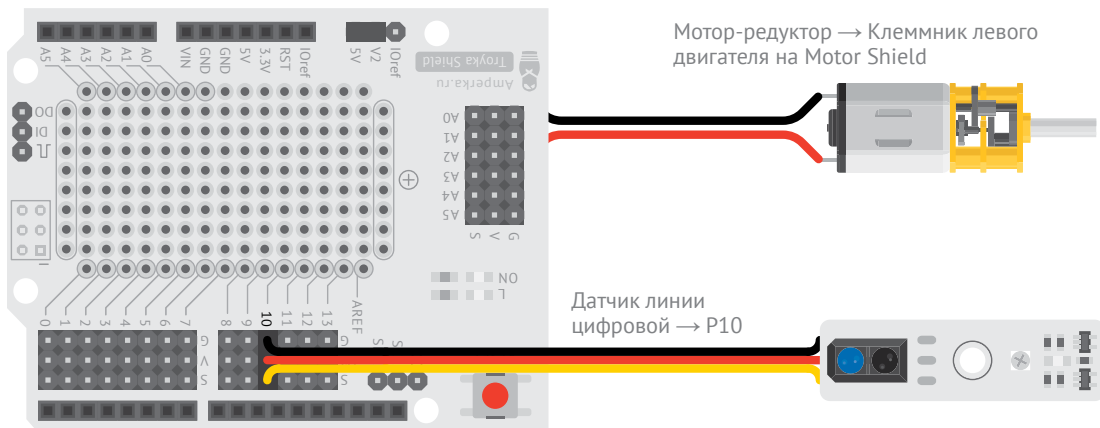 Мотор-редуктор → Клеммник левого
двигателя на Motor Shield
A5
A4
A3
A2
A1
A0
VIN
GND
GND
5V
3.3V
RST
IOref
5V
V2
IOref
Troyka Shield
Amperka.ru
DO
DI
A0
A1
A2
A3
A4
A5
S
V
G
ON
L
Датчик линии
цифровой → P10
0
1
2
3
4
5
6
7
8
9
10
11
12
13
AREF
G
V
S
G
S
S
S